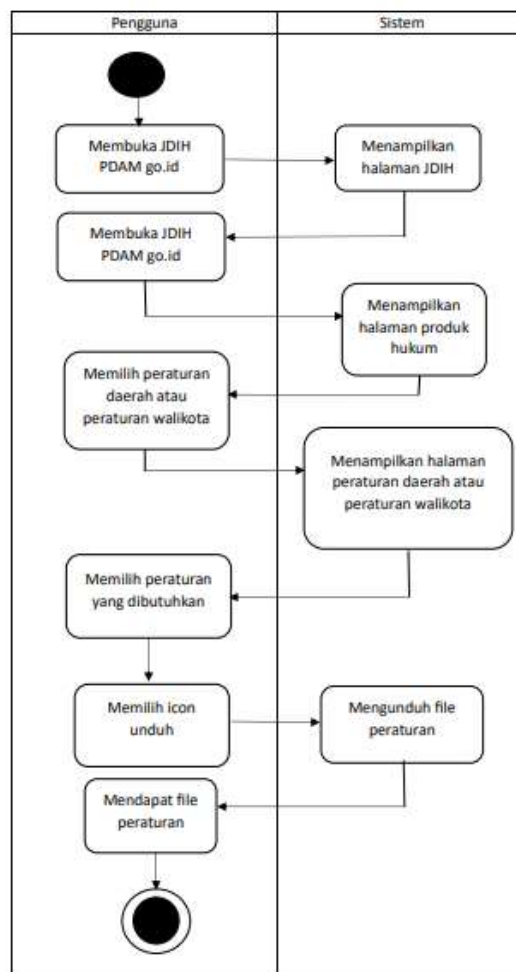 Pengguna
Sistem
Membuka JDIH
PDAM go.id
Menampilkan
halaman JDIH
Membuka JDIH
PDAM go.id
Menampilkan
halaman produk
hukum
Memilih peraturan
daerah atau
peraturan walikota
Menampilkan halaman
peraturan daerah atau
peraturan walikota
Memilih peraturan
yang dibutuhkan
Memilih icon
unduh
Mengunduh file
peraturan
Mendapat file
peraturan